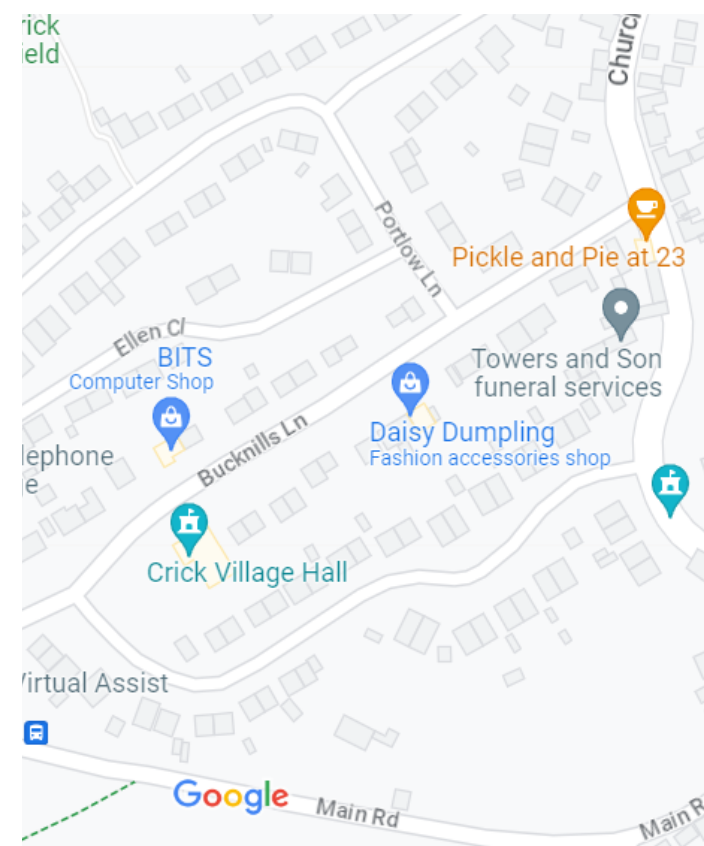 rick
ield
Churc
Portlow Ln
Pickle and Pie at 23
Ellen Cl
BITS
Computer Shop
Towers and Son
funeral services
Bucknills Ln
Daisy Dumpling
Fashion accessories shop
lephone
e
Crick Village Hall
Virtual Assist
Google
Main Rd
Main R